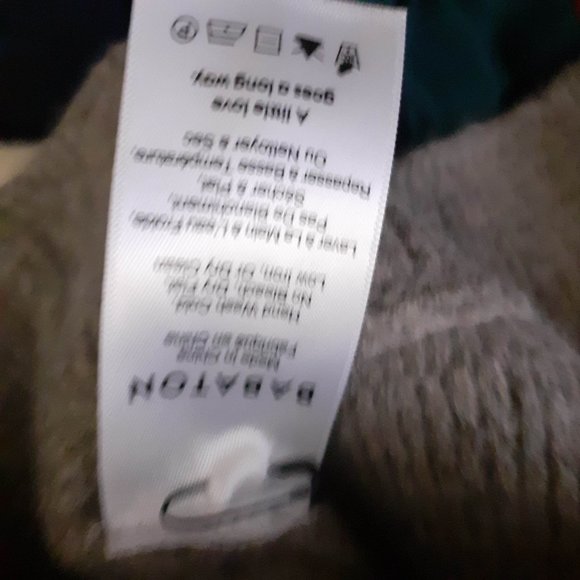 BABATON
Made in China
Fabriqué en Chine
Hand Wash Cold
No Bleach, Dry Flat
Low Iron, Or Dry Clean
Laver à La Main à L'eau Froide,
Pas De Blanchiment,
Sécher à Plat,
Repasser à Basse Température,
Ou Nettoyer à Sec
A little love
goes a long way.
P